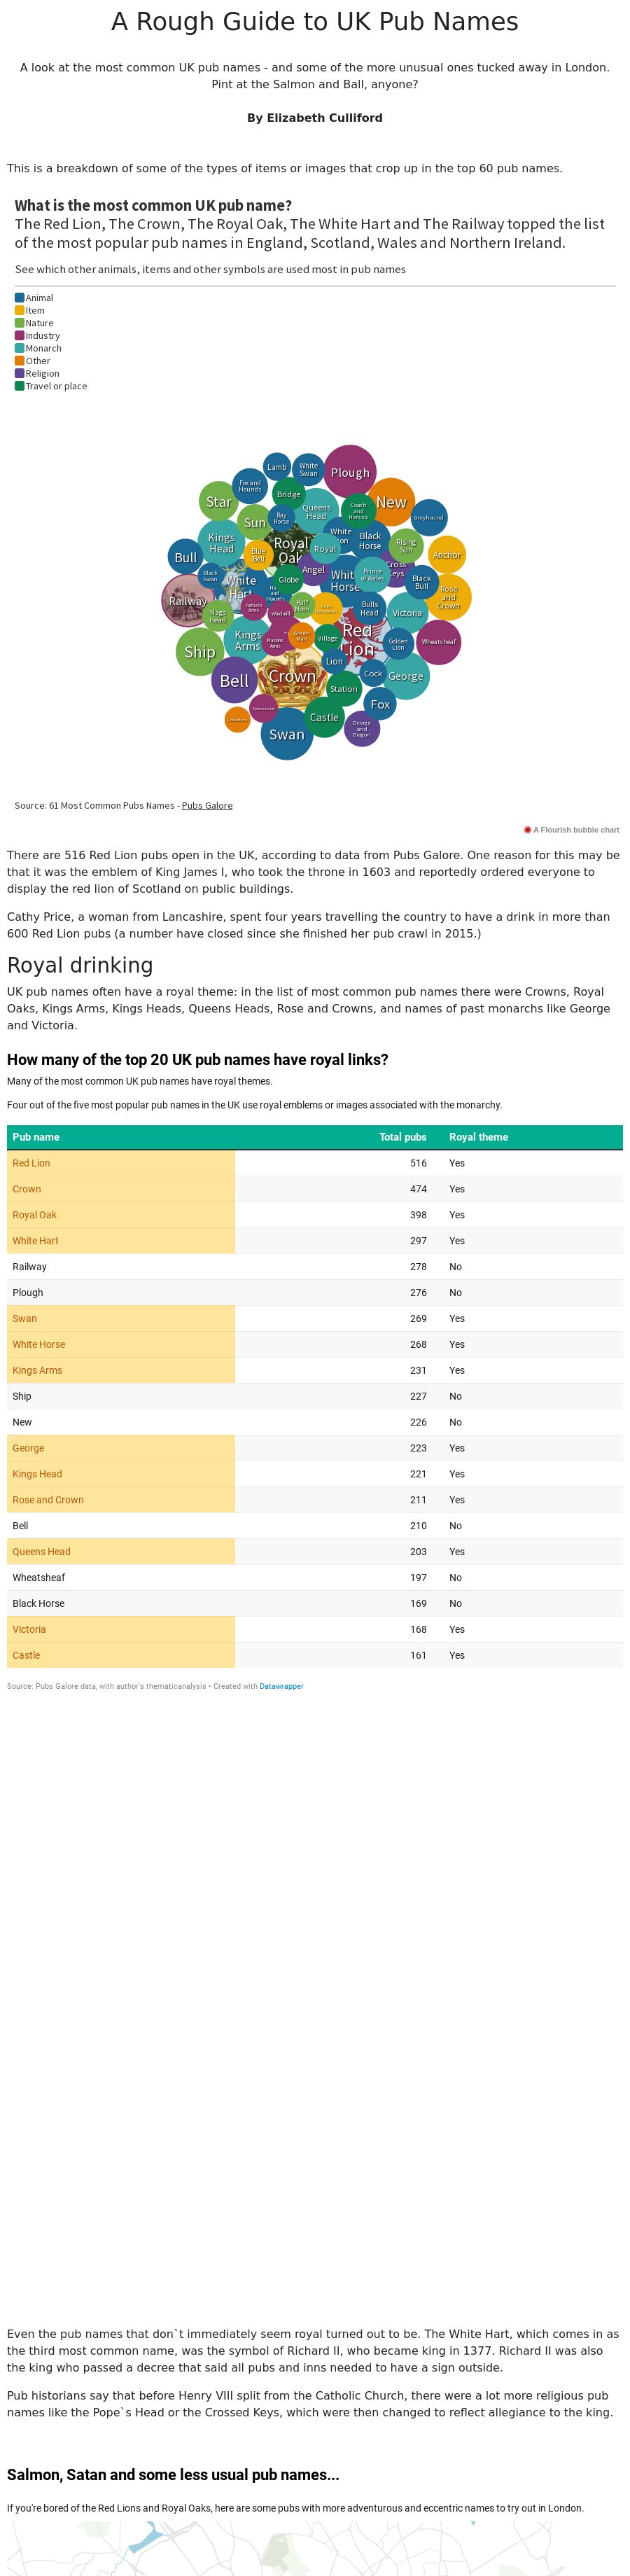 A Rough Guide to UK Pub Names
A look at the most common UK pub names - and some of the more unusual ones tucked away in London.
Pint at the Salmon and Ball, anyone?
By Elizabeth Culliford
This is a breakdown of some of the types of items or images that crop up in the top 60 pub names.
What is the most common UK pub name?
The Red Lion, The Crown, The Royal Oak, The White Hart and The Railway topped the list
of the most popular pub names in England, Scotland, Wales and Northern Ireland.
See which other animals, items and other symbols are used most in pub names
Animal
Item
Nature
Industry
Monarch
Other
Religion
Travel or place
Lamb
White
Swan
Plough
Fox and
Hounds
Bridge
Star
Queens
Head
Coach
and
Horses
New
Greyhound
Sun
Bay
Horse
Kings
Head
Royal
Oak
White
Black
Horse
Rising
Sun
Anchor
Bull
Blue
Bell
Royal
Angel
Prince
of Wales
Black
Swan
White
Hart
Globe
White
Horse
Black
Bull
Rose
and
Crown
Railway
Farmers
Arms
Half
Moon
Bulls
Head
Victoria
Nags
Head
Windmill
Kings
Arms
Masons
Arms
Green
Man
Village
Red
Lion
Golden
Lion
Wheatsheaf
Ship
Lion
Bell
Crown
Cock
George
Station
Commercial
Castle
Fox
Swan
George
and
Dragon
Source: 61 Most Common Pubs Names - Pubs Galore
A Flourish bubble chart
There are 516 Red Lion pubs open in the UK, according to data from Pubs Galore. One reason for this may be
that it was the emblem of King James I, who took the throne in 1603 and reportedly ordered everyone to
display the red lion of Scotland on public buildings.
Cathy Price, a woman from Lancashire, spent four years travelling the country to have a drink in more than
600 Red Lion pubs (a number have closed since she finished her pub crawl in 2015.)
Royal drinking
UK pub names often have a royal theme: in the list of most common pub names there were Crowns, Royal
Oaks, Kings Arms, Kings Heads, Queens Heads, Rose and Crowns, and names of past monarchs like George
and Victoria.
How many of the top 20 UK pub names have royal links?
Many of the most common UK pub names have royal themes.
Four out of the five most popular pub names in the UK use royal emblems or images associated with the monarchy.
Pub name Total pubs Royal theme
Red Lion 516 Yes
Crown 474 Yes
Royal Oak 398 Yes
White Hart 297 Yes
Railway 278 No
Plough 276 No
Swan 269 Yes
White Horse 268 Yes
Kings Arms 231 Yes
Ship 227 No
New 226 No
George 223 Yes
Kings Head 221 Yes
Rose and Crown 211 Yes
Bell 210 No
Queens Head 203 Yes
Wheatsheaf 197 No
Black Horse 169 No
Victoria 168 Yes
Castle 161 Yes
Source: Pubs Galore data, with author's thematicanalysis • Created with Datawrapper
Even the pub names that don`t immediately seem royal turned out to be. The White Hart, which comes in as
the third most common name, was the symbol of Richard II, who became king in 1377. Richard II was also
the king who passed a decree that said all pubs and inns needed to have a sign outside.
Pub historians say that before Henry VIII split from the Catholic Church, there were a lot more religious pub
names like the Pope`s Head or the Crossed Keys, which were then changed to reflect allegiance to the king.
Salmon, Satan and some less usual pub names...
If you're bored of the Red Lions and Royal Oaks, here are some pubs with more adventurous and eccentric names to try out in London.